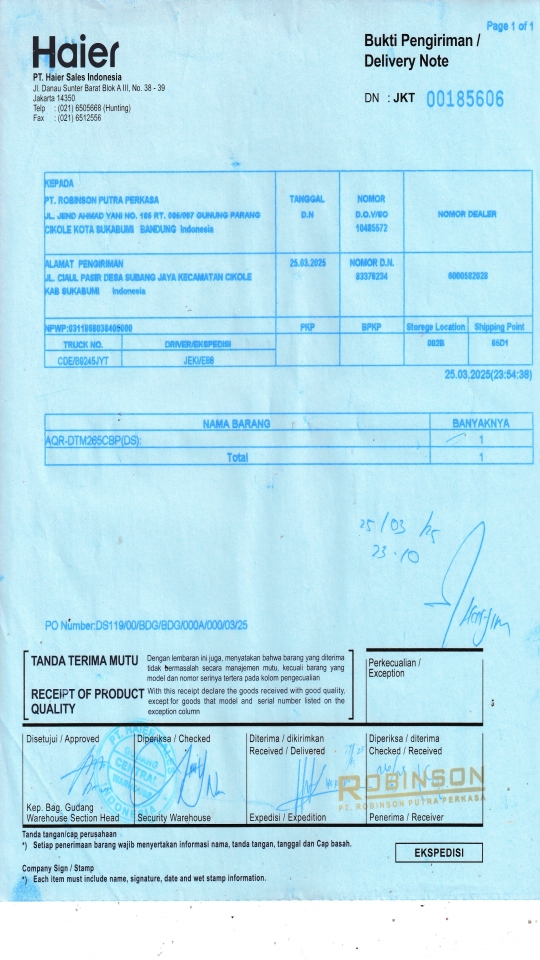 Page 1 of 1
Haier
Bukti Pengiriman /
Delivery Note
PT. Haier Sales Indonesia
Jl. Danau Sunter Barat Blok A III, No. 38 - 39
Jakarta 14350
Telp : (021) 6505668 (Hunting)
Fax : (021) 6512556
DN : JKT 00185606
KEPADA
PT. ROBINSON PUTRA PERKASA
JL. JEND AHMAD YANI NO. 165 RT. 006/007 GUNUNG PARANG
CIKOLE KOTA SUKABUMI BANDUNG Indonesia
TANGGAL
D.N
NOMOR
D.O.V/SO
10485572
NOMOR DEALER
ALAMAT PENGIRIMAN
JL. CIAUL PASIR DESA SUBANG JAYA KECAMATAN CIKOLE
KAB SUKABUMI Indonesia
25.03.2025
NOMOR D.N.
83376234
6000582028
NPWP:
PKP
BPKP
Storege Location
Shipping Point
TRUCK NO.
DRIVER/EKSPEDISI
002B
65D1
CDE/B9245JYT
JEKI/E86
25.03.2025(23:54:38)
NAMA BARANG
BANYAKNYA
AQR-DTM265CBP(DS);
1
Total
1
25/03/25
23.10
PO Number:DS119/00/BDG/BDG/000A/000/03/25
TANDA TERIMA MUTU
Dengan lembaran ini juga, menyatakan bahwa barang yang diterima
tidak bermasalah secara manajemen mutu, kecuali barang yang
model dan nomor serinya tertera pada kolom pengecualian
RECEIPT OF PRODUCT
QUALITY
With this receipt declare the goods received with good quality,
except for goods that model and serial number listed on the
exception column
Perkecualian /
Exception
Disetujui / Approved
Diperiksa / Checked
Diterima / dikirimkan
Received / Delivered
Diperiksa / diterima
Checked / Received
CENTRAL
ROBINSON
PT. ROBINSON PUTRA PERKASA
Kep. Bag. Gudang
Warehouse Section Head
Security Warehouse
Expedisi / Expedition
Penerima / Receiver
Tanda tangan/cap perusahaan
*) Setiap penerimaan barang wajib menyertakan informasi nama, tanda tangan, tanggal dan Cap basah.
EKSPEDISI
Company Sign / Stamp
*) Each item must include name, signature, date and wet stamp information.